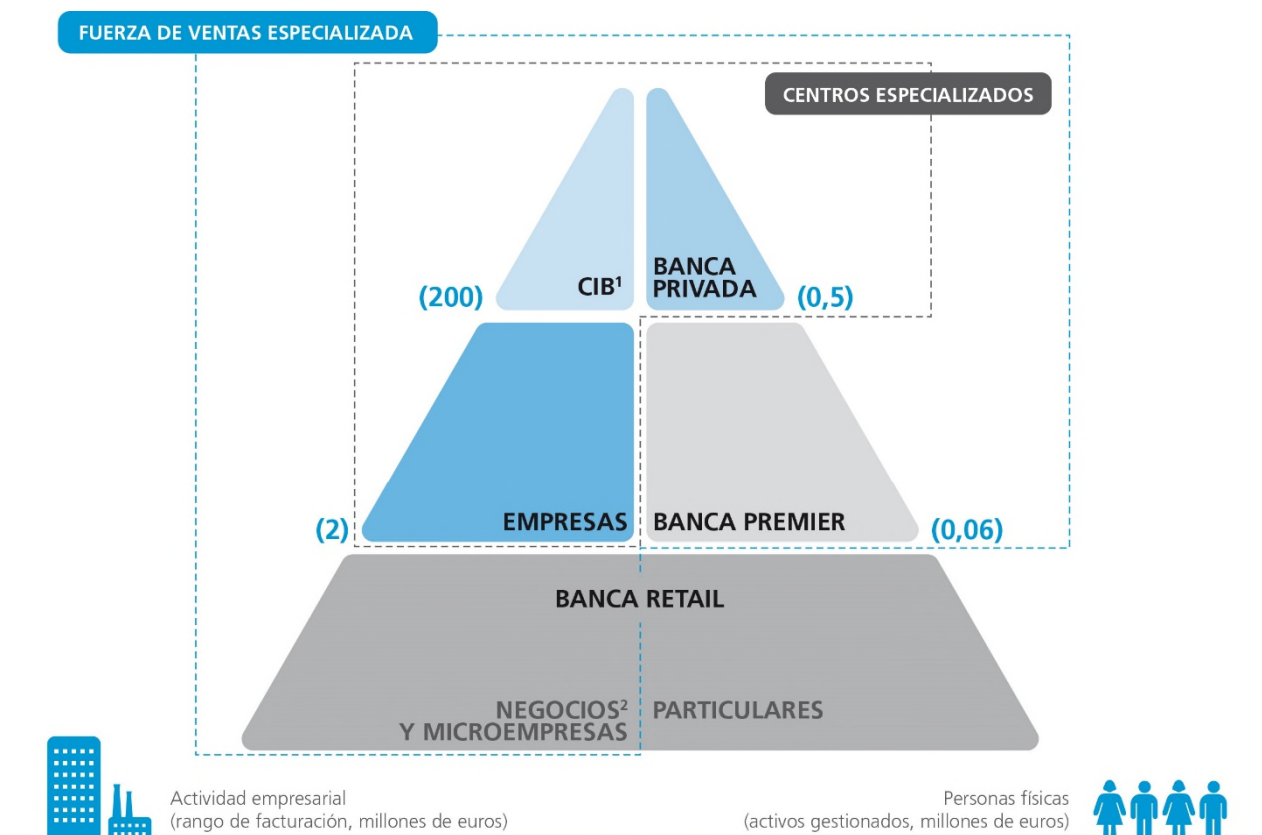 FUERZA DE VENTAS ESPECIALIZADA
CENTROS ESPECIALIZADOS
(200)
CIB¹
BANCA
PRIVADA
(0,5)
(2)
EMPRESAS
BANCA PREMIER
(0,06)
BANCA RETAIL
NEGOCIOS²
Y MICROEMPRESAS
PARTICULARES
Actividad empresarial
(rango de facturación, millones de euros)
Personas físicas
(activos gestionados, millones de euros)